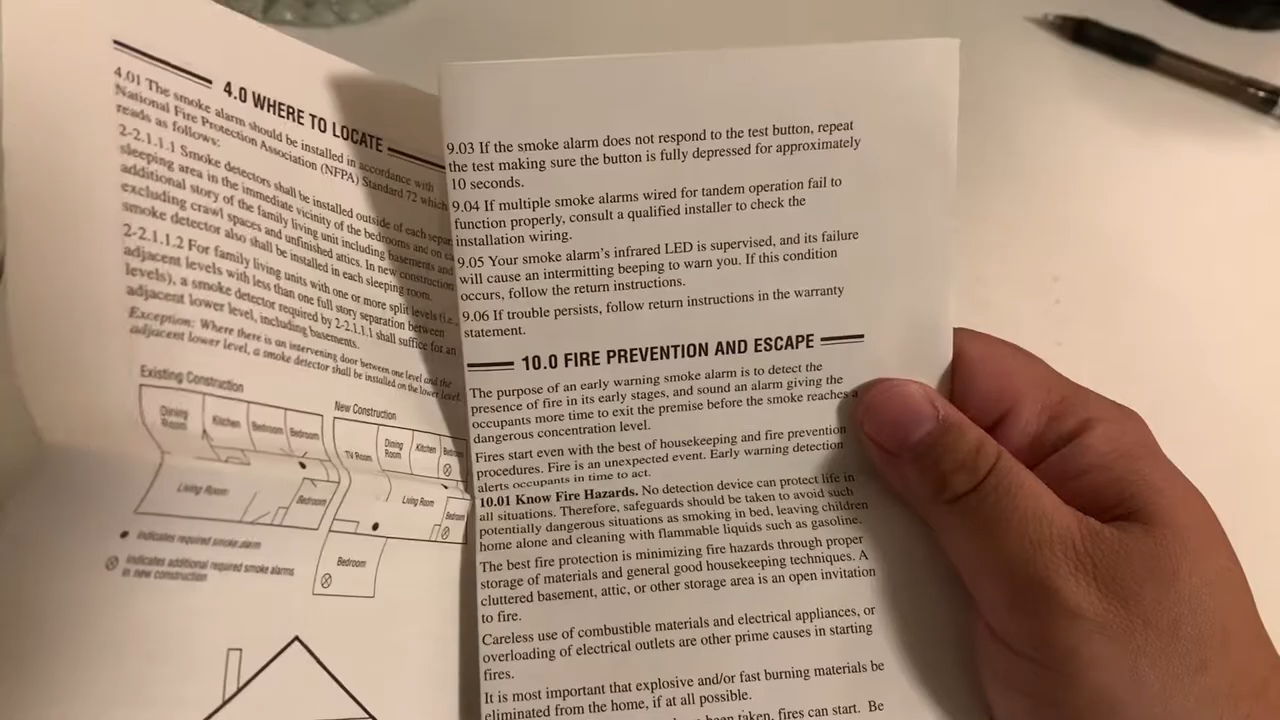 4.0 WHERE TO LOCATE
4.01 The smoke alarm should be installed in accordance with
National Fire Protection Association (NFPA) Standard 72 which
reads as follows:
2-2.1.1.1 Smoke detectors shall be installed outside of each separ
sleeping area in the immediate vicinity of the bedrooms and on ea
additional story of the family living unit including basements and
excluding crawl spaces and unfinished attics. In new construction
smoke detector also shall be installed in each sleeping room.
2-2.1.1.2 For family living units with one or more split levels (i.e.,
adjacent levels with less than one full story separation between
levels), a smoke detector required by 2-2.1.1.1 shall suffice for an
adjacent lower level, including basements.
Exception: Where there is an intervening door between one level and the
adjacent lower level, a smoke detector shall be installed on the lower level.
Existing Construction
Dining
Room
Kitchen
Bedroom
Bedroom
Living Room
Bedroom
New Construction
TV Room
Dining
Room
Kitchen
Bedroom
Living Room
Bedroom
Bedroom
Indicates required smoke alarm
Indicates additional required smoke alarms
in new construction
9.03 If the smoke alarm does not respond to the test button, repeat
the test making sure the button is fully depressed for approximately
10 seconds.
9.04 If multiple smoke alarms wired for tandem operation fail to
function properly, consult a qualified installer to check the
installation wiring.
9.05 Your smoke alarm's infrared LED is supervised, and its failure
will cause an intermitting beeping to warn you. If this condition
occurs, follow the return instructions.
9.06 If trouble persists, follow return instructions in the warranty
statement.
10.0 FIRE PREVENTION AND ESCAPE
The purpose of an early warning smoke alarm is to detect the
presence of fire in its early stages, and sound an alarm giving the
occupants more time to exit the premise before the smoke reaches a
dangerous concentration level.
Fires start even with the best of housekeeping and fire prevention
procedures. Fire is an unexpected event. Early warning detection
alerts occupants in time to act.
10.01 Know Fire Hazards. No detection device can protect life in
all situations. Therefore, safeguards should be taken to avoid such
potentially dangerous situations as smoking in bed, leaving children
home alone and cleaning with flammable liquids such as gasoline.
The best fire protection is minimizing fire hazards through proper
storage of materials and general good housekeeping techniques. A
cluttered basement, attic, or other storage area is an open invitation
to fire.
Careless use of combustible materials and electrical appliances, or
overloading of electrical outlets are other prime causes in starting
fires.
It is most important that explosive and/or fast burning materials be
eliminated from the home, if at all possible.
been taken, fires can start. Be